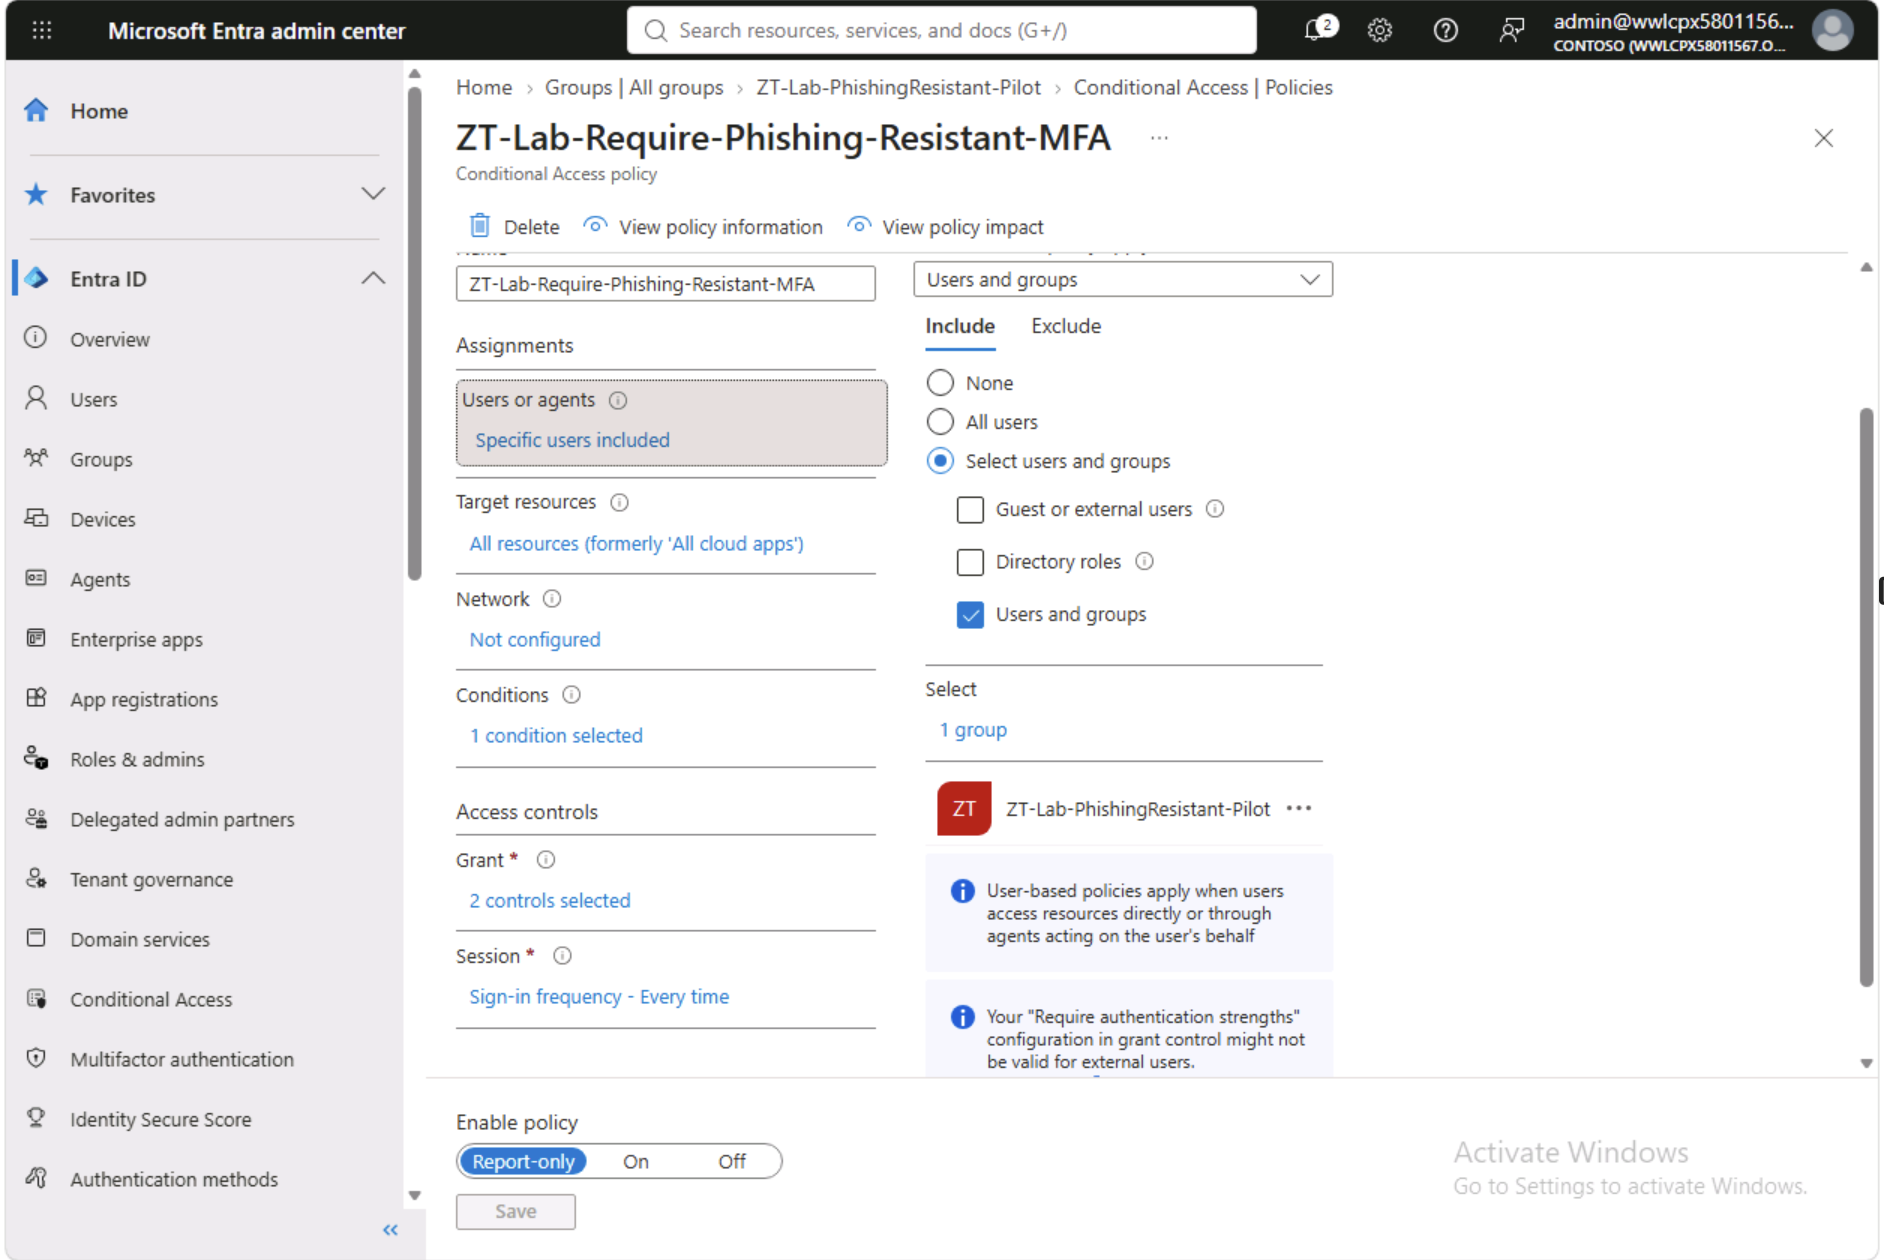 Microsoft Entra admin center
Search resources, services, and docs (G+/)
2
admin@wwlcpx5801156...
CONTOSO (WWLCPX58011567.O...
Home
Favorites
Entra ID
Overview
Users
Groups
Devices
Agents
Enterprise apps
App registrations
Roles & admins
Delegated admin partners
Tenant governance
Domain services
Conditional Access
Multifactor authentication
Identity Secure Score
Authentication methods
Home › Groups | All groups › ZT-Lab-PhishingResistant-Pilot › Conditional Access | Policies
ZT-Lab-Require-Phishing-Resistant-MFA ...
Conditional Access policy
Delete View policy information View policy impact
ZT-Lab-Require-Phishing-Resistant-MFA
Assignments
Users or agents
Specific users included
Target resources
All resources (formerly 'All cloud apps')
Network
Not configured
Conditions
1 condition selected
Access controls
Grant *
2 controls selected
Session *
Sign-in frequency - Every time
Users and groups
Include Exclude
None
All users
Select users and groups
Guest or external users
Directory roles
Users and groups
Select
1 group
ZT ZT-Lab-PhishingResistant-Pilot ...
User-based policies apply when users
access resources directly or through
agents acting on the user's behalf
Your "Require authentication strengths"
configuration in grant control might not
be valid for external users.
Enable policy
Report-only On Off
Save
Activate Windows
Go to Settings to activate Windows.